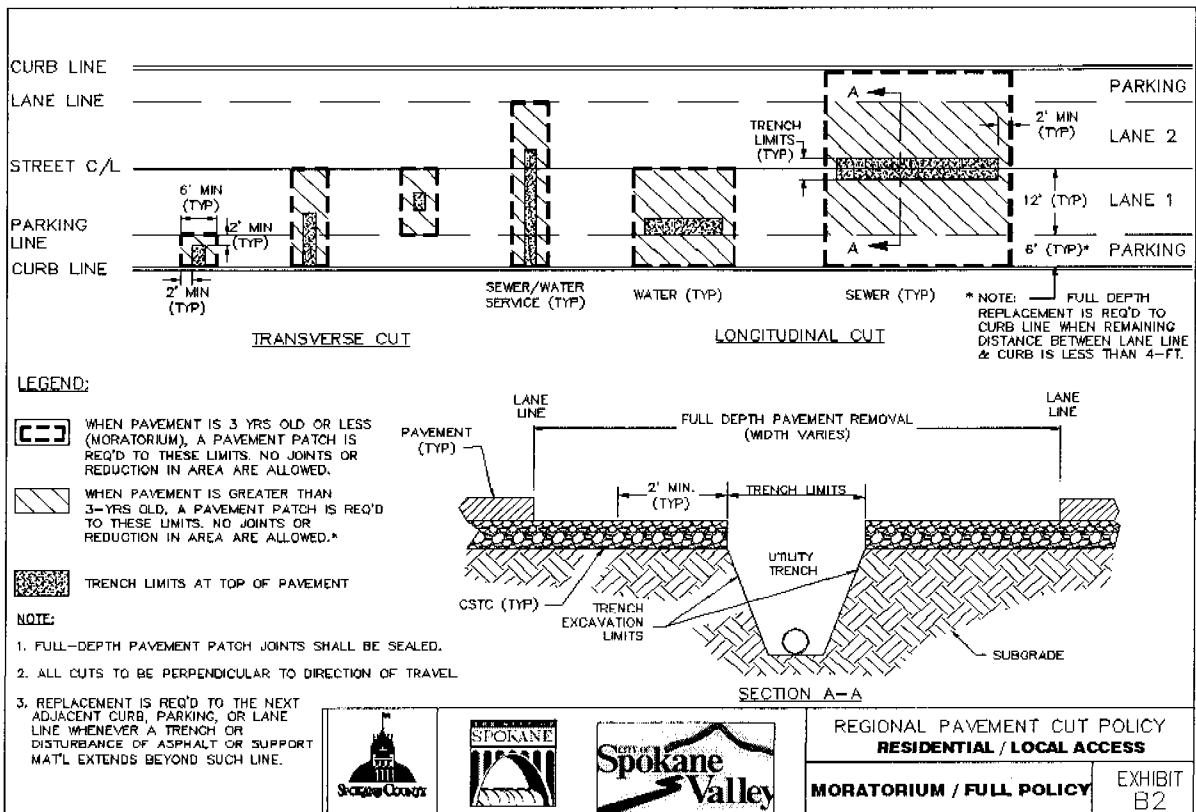 CURB LINE
LANE LINE
STREET C/L
PARKING
LINE
CURB LINE
6' MIN
(TYP)
2' MIN
(TYP)
2' MIN
(TYP)
TRANSVERSE CUT
SEWER/WATER
SERVICE (TYP)
WATER (TYP)
SEWER (TYP)
LONGITUDINAL CUT
TRENCH
LIMITS
(TYP)
A
A
2' MIN
(TYP)
12' (TYP)
6' (TYP)*
PARKING
LANE 2
LANE 1
PARKING
* NOTE: FULL DEPTH
REPLACEMENT IS REQ'D TO
CURB LINE WHEN REMAINING
DISTANCE BETWEEN LANE LINE
& CURB IS LESS THAN 4-FT.
LEGEND:
WHEN PAVEMENT IS 3 YRS OLD OR LESS
(MORATORIUM), A PAVEMENT PATCH IS
REQ'D TO THESE LIMITS. NO JOINTS OR
REDUCTION IN AREA ARE ALLOWED.
WHEN PAVEMENT IS GREATER THAN
3-YRS OLD, A PAVEMENT PATCH IS REQ'D
TO THESE LIMITS. NO JOINTS OR
REDUCTION IN AREA ARE ALLOWED.*
TRENCH LIMITS AT TOP OF PAVEMENT
NOTE:
1. FULL-DEPTH PAVEMENT PATCH JOINTS SHALL BE SEALED.
2. ALL CUTS TO BE PERPENDICULAR TO DIRECTION OF TRAVEL
3. REPLACEMENT IS REQ'D TO THE NEXT
ADJACENT CURB, PARKING, OR LANE
LINE WHENEVER A TRENCH OR
DISTURBANCE OF ASPHALT OR SUPPORT
MAT'L EXTENDS BEYOND SUCH LINE.
LANE
LINE
LANE
LINE
FULL DEPTH PAVEMENT REMOVAL
(WIDTH VARIES)
PAVEMENT
(TYP)
2' MIN.
(TYP)
TRENCH LIMITS
UTILITY
TRENCH
CSTC (TYP)
TRENCH
EXCAVATION
LIMITS
SUBGRADE
SECTION A-A
SPOKANE COUNTY
THE CITY OF
SPOKANE
CITY OF
Spokane
Valley
REGIONAL PAVEMENT CUT POLICY
RESIDENTIAL / LOCAL ACCESS
MORATORIUM / FULL POLICY
EXHIBIT
B2